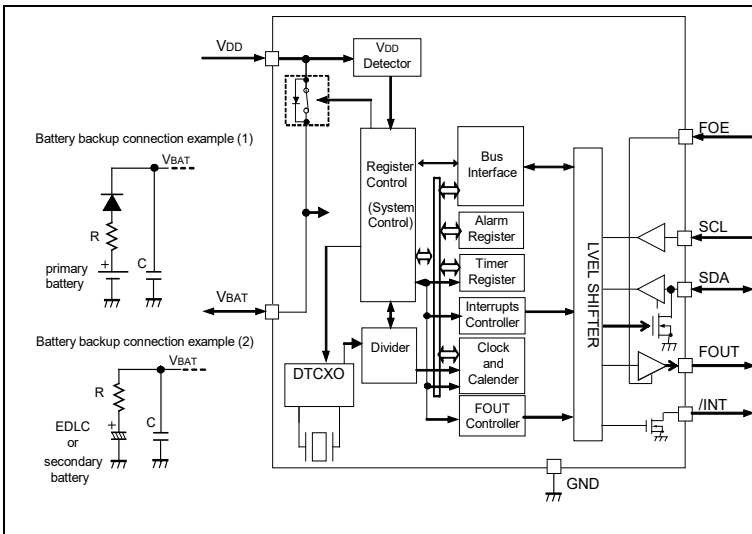 VDD
VDD
Detector
Battery backup connection example (1)
VBAT
R
+
C
primary
battery
VBAT
Battery backup connection example (2)
VBAT
R
+
C
EDLC
or
secondary
battery
Register
Control
(System
Control)
Divider
DTCXO
Bus
Interface
Alarm
Register
Timer
Register
Interrupts
Controller
Clock
and
Calender
FOUT
Controller
LVEL SHIFTER
FOE
SCL
SDA
FOUT
/INT
GND